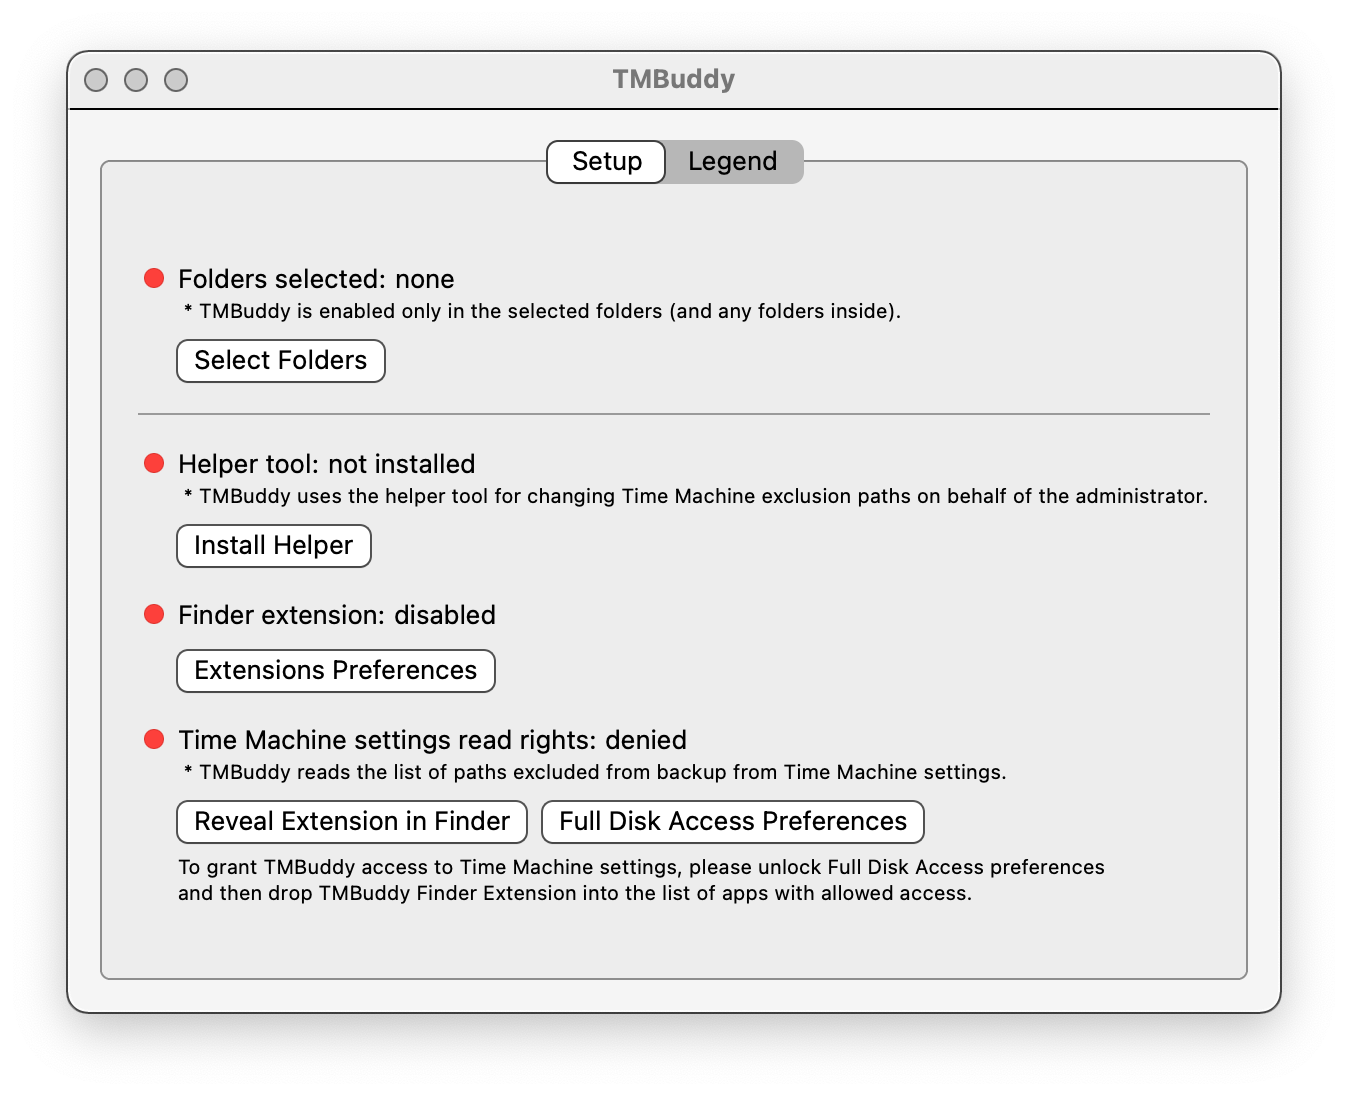 TMBuddy
Setup Legend
Folders selected: none
* TMBuddy is enabled only in the selected folders (and any folders inside).
Select Folders
Helper tool: not installed
* TMBuddy uses the helper tool for changing Time Machine exclusion paths on behalf of the administrator.
Install Helper
Finder extension: disabled
Extensions Preferences
Time Machine settings read rights: denied
* TMBuddy reads the list of paths excluded from backup from Time Machine settings.
Reveal Extension in Finder Full Disk Access Preferences
To grant TMBuddy access to Time Machine settings, please unlock Full Disk Access preferences
and then drop TMBuddy Finder Extension into the list of apps with allowed access.